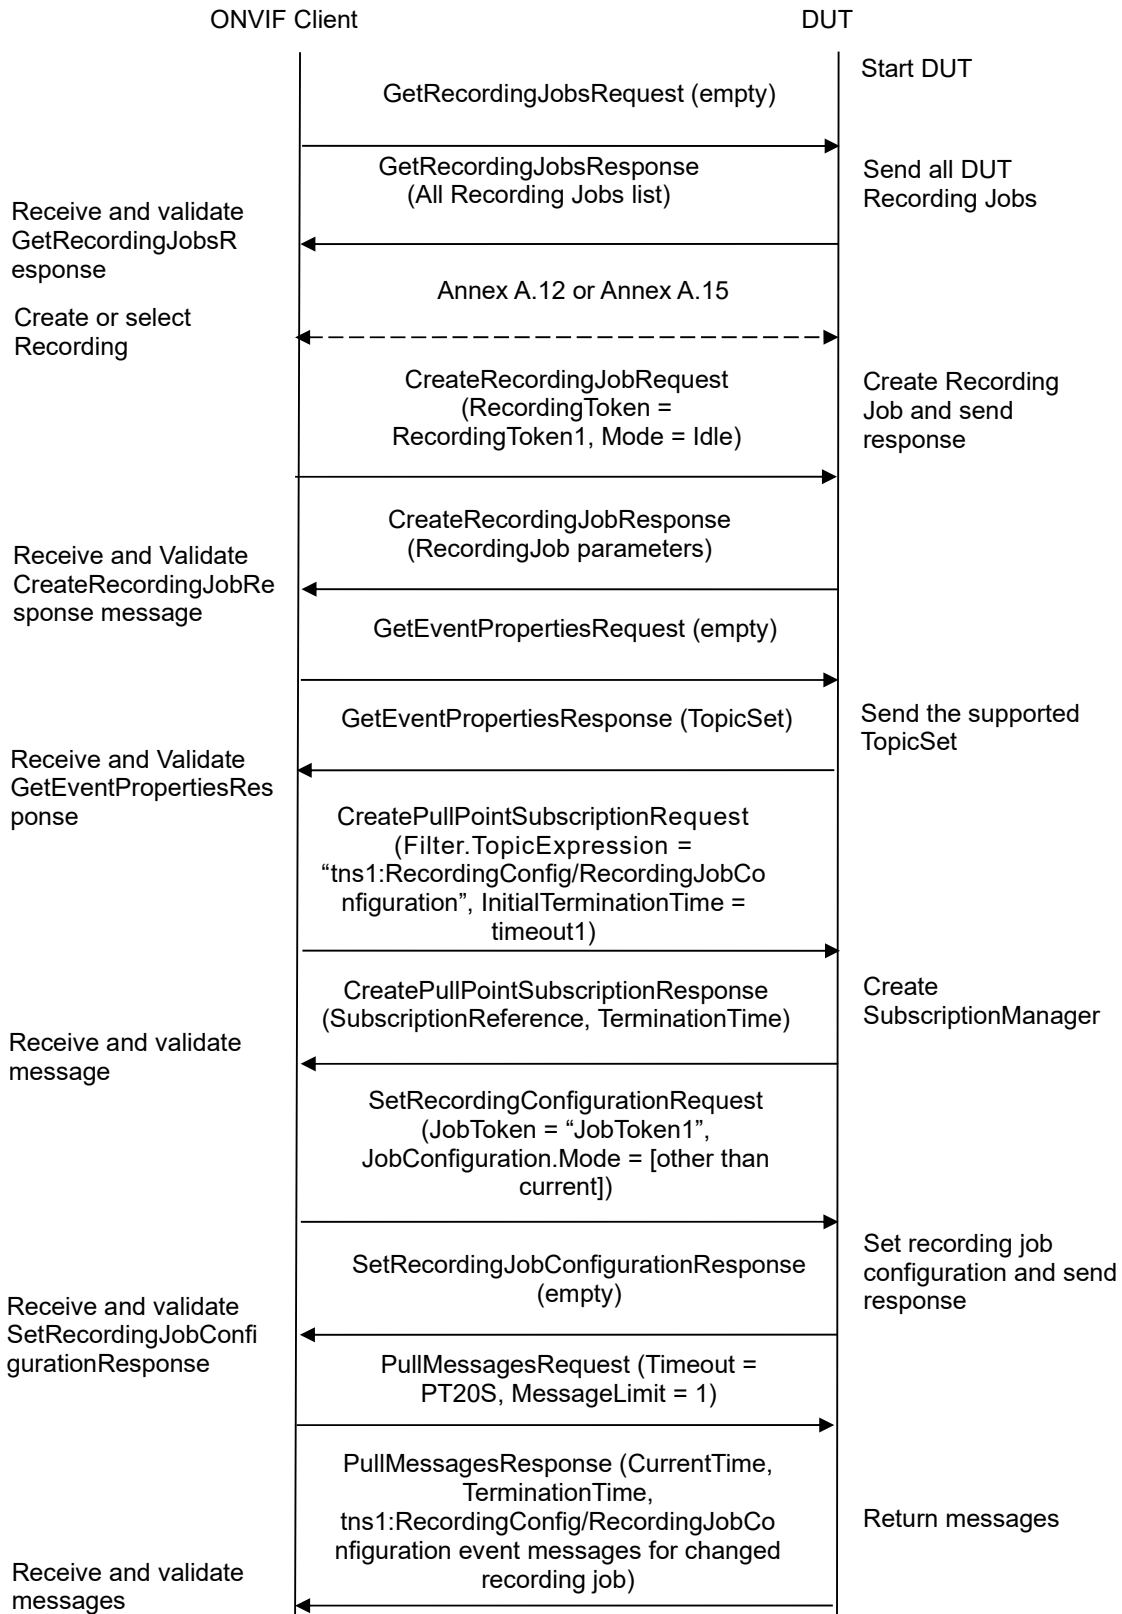 ONVIF Client
DUT
Start DUT
GetRecordingJobsRequest (empty)
GetRecordingJobsResponse
(All Recording Jobs list)
Send all DUT
Recording Jobs
Receive and validate
GetRecordingJobsR
esponse
Annex A.12 or Annex A.15
Create or select
Recording
CreateRecordingJobRequest
(RecordingToken =
RecordingToken1, Mode = Idle)
Create Recording
Job and send
response
CreateRecordingJobResponse
(RecordingJob parameters)
Receive and Validate
CreateRecordingJobRe
sponse message
GetEventPropertiesRequest (empty)
GetEventPropertiesResponse (TopicSet)
Send the supported
TopicSet
Receive and Validate
GetEventPropertiesRes
ponse
CreatePullPointSubscriptionRequest
(Filter.TopicExpression =
“tns1:RecordingConfig/RecordingJobCo
nfiguration”, InitialTerminationTime =
timeout1)
CreatePullPointSubscriptionResponse
(SubscriptionReference, TerminationTime)
Create
SubscriptionManager
Receive and validate
message
SetRecordingConfigurationRequest
(JobToken = “JobToken1”,
JobConfiguration.Mode = [other than
current])
SetRecordingJobConfigurationResponse
(empty)
Set recording job
configuration and send
response
Receive and validate
SetRecordingJobConfi
gurationResponse
PullMessagesRequest (Timeout =
PT20S, MessageLimit = 1)
PullMessagesResponse (CurrentTime,
TerminationTime,
tns1:RecordingConfig/RecordingJobCo
nfiguration event messages for changed
recording job)
Return messages
Receive and validate
messages